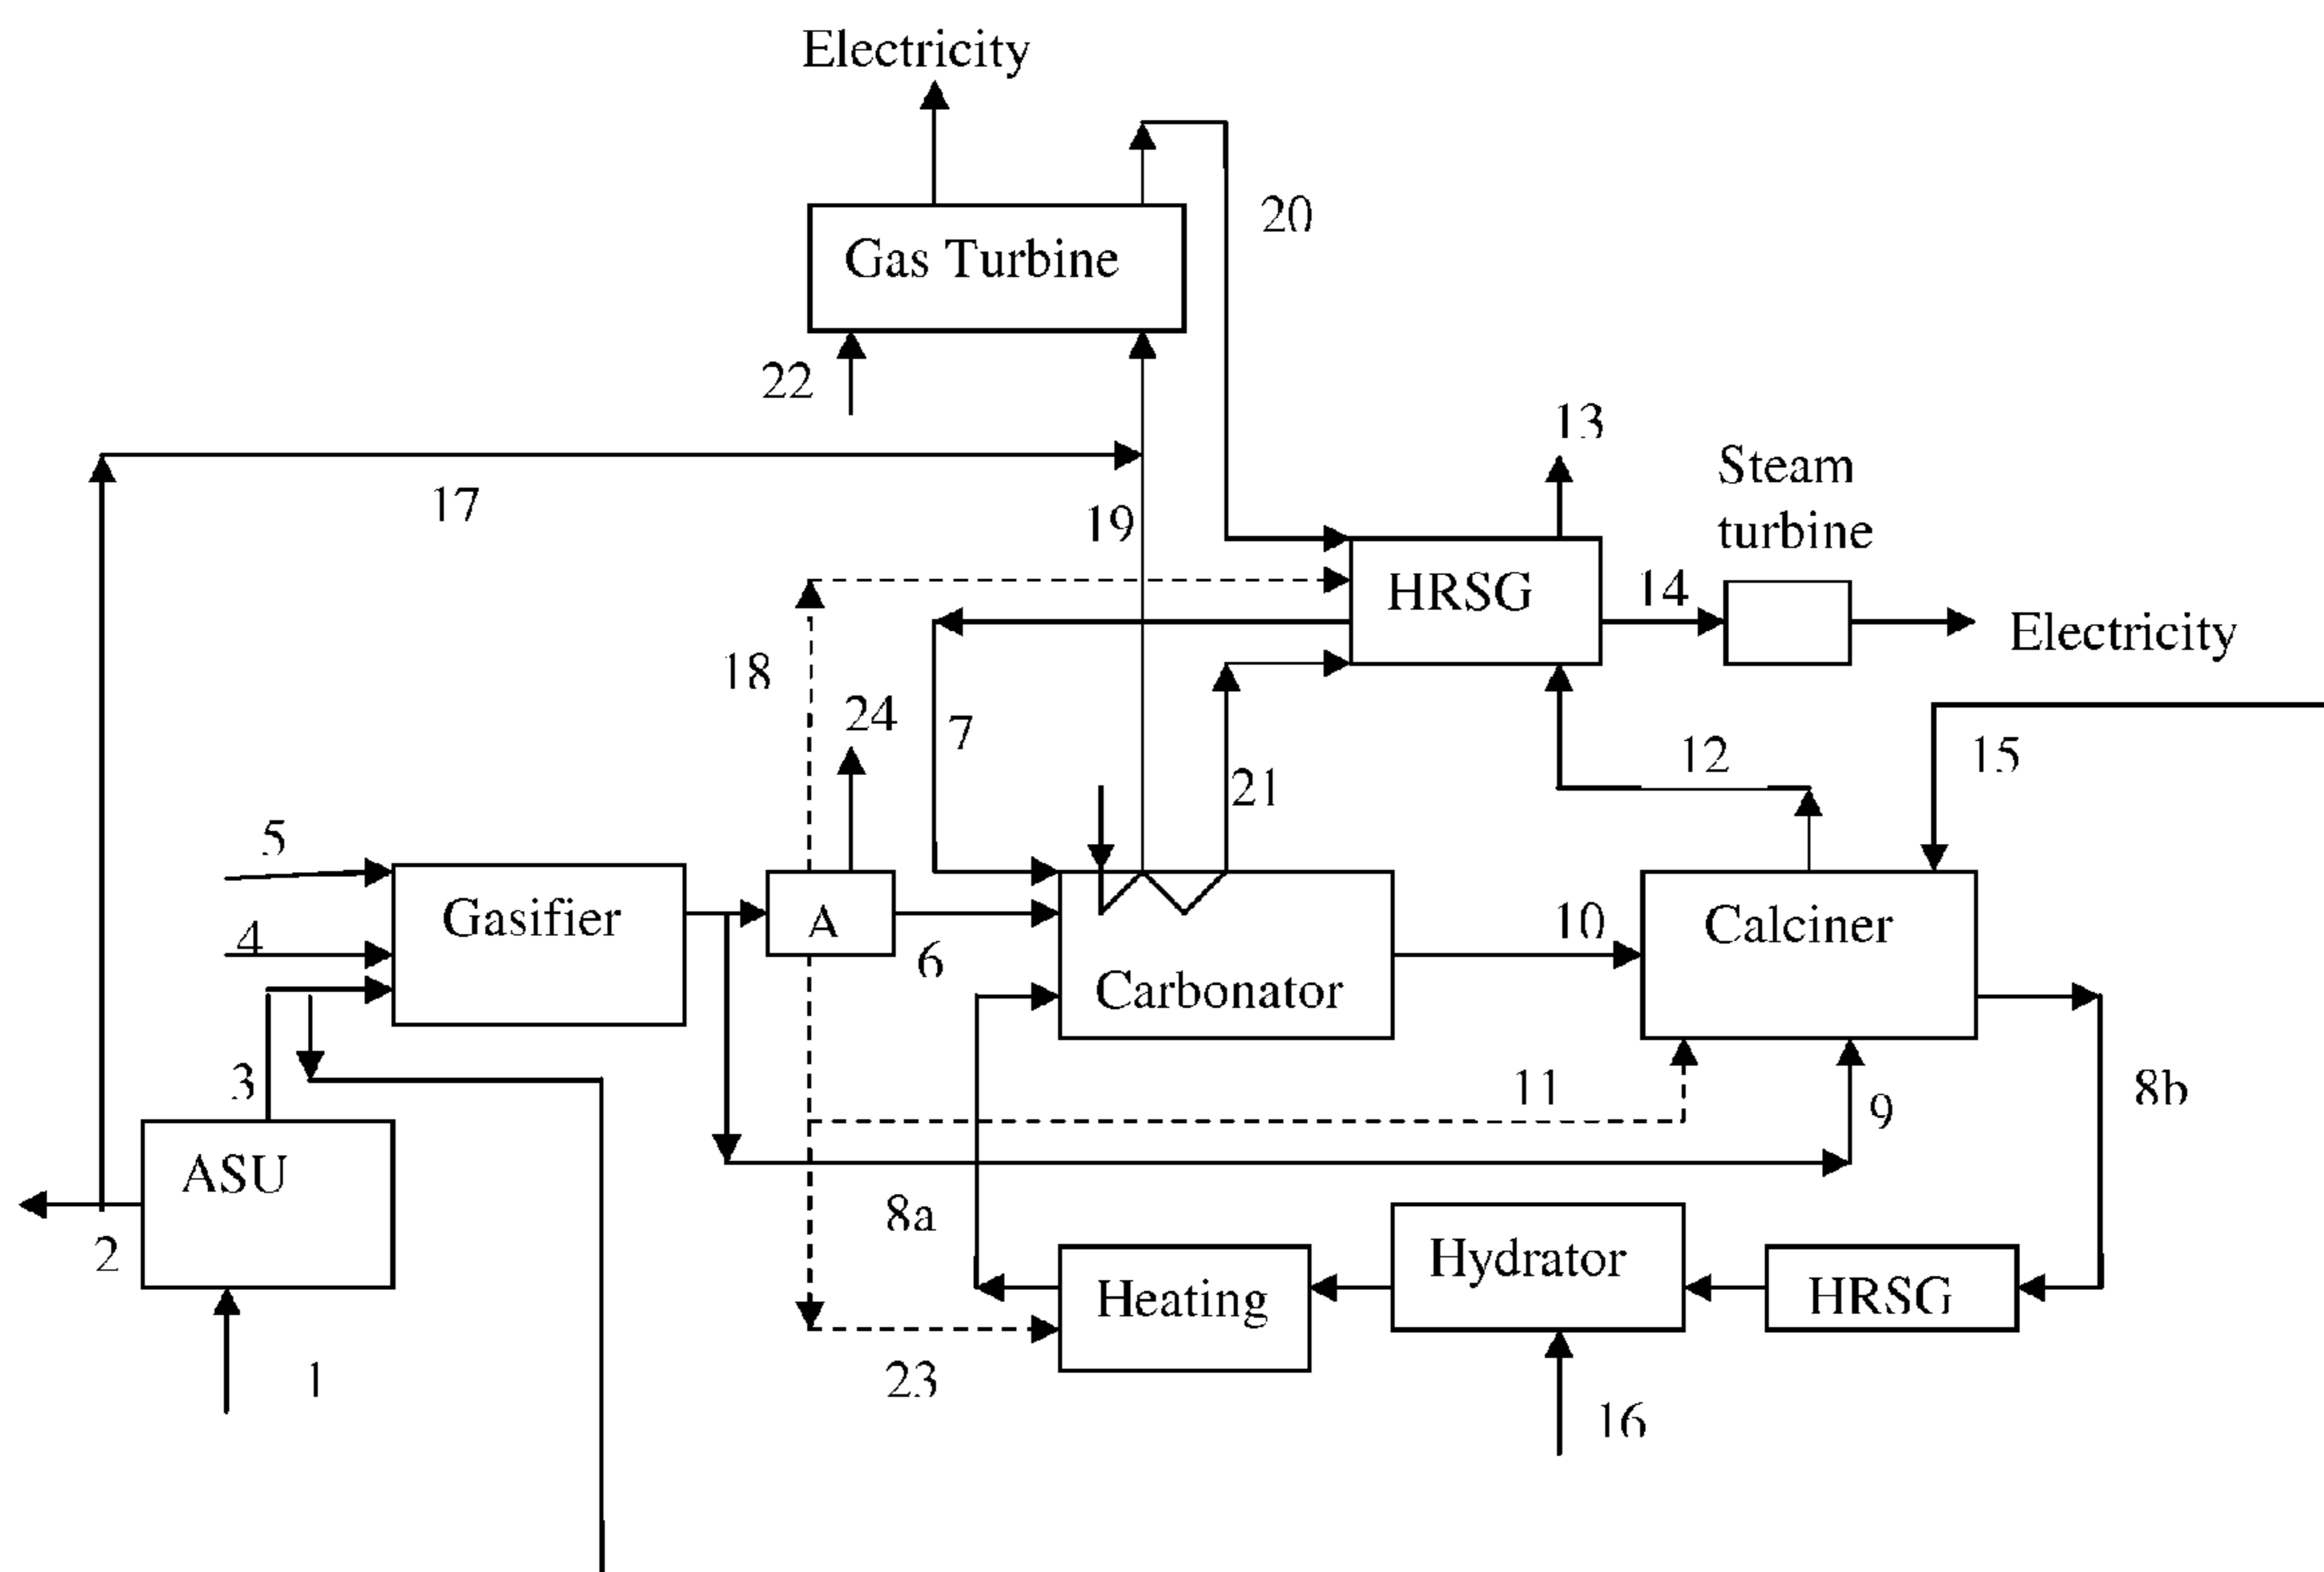 Electricity
20
Gas Turbine
22
13
Steam
turbine
17
19
HRSG
14
Electricity
18
24
7
12
15
21
5
Gasifier
A
10
Calciner
4
6
Carbonator
3
11
9
8b
ASU
8a
Hydrator
2
Heating
HRSG
1
23
16